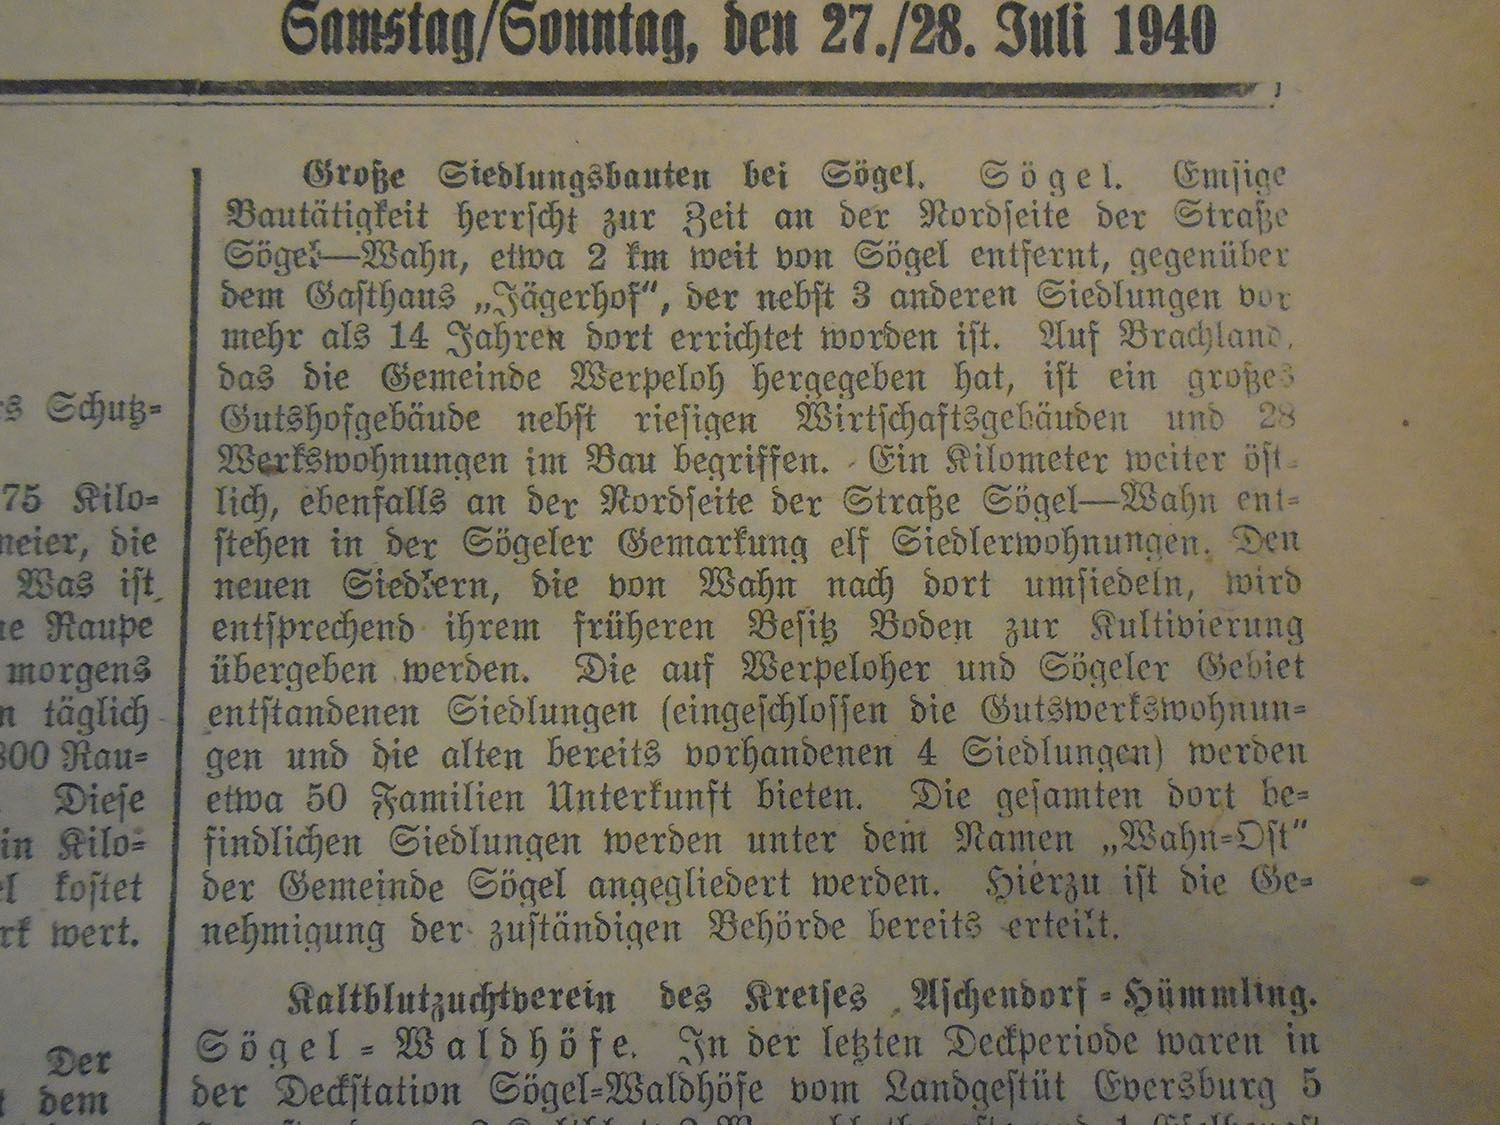 Samstag/Sonntag, den 27./28. Juli 1940
s Schutz=
75 Kilo=
meier, die
Was ist
Raupe
morgens
täglich
800 Rau=
Diese
in Kilo=
kostet
wert.
Der
dem
Große Siedlungsbauten bei Sögel. Sögel. Emsige
Bautätigkeit herrscht zur Zeit an der Nordseite der Straße
Sögel—Wahn, etwa 2 km weit von Sögel entfernt, gegenüber
dem Gasthaus „Jägerhof“, der nebst 3 anderen Siedlungen vor
mehr als 14 Jahren dort errichtet worden ist. Auf Brachland,
das die Gemeinde Werpeloh hergegeben hat, ist ein großes
Gutshofgebäude nebst riesigen Wirtschaftsgebäuden und 28
Werkswohnungen im Bau begriffen. Ein Kilometer weiter öst=
lich, ebenfalls an der Nordseite der Straße Sögel—Wahn ent=
stehen in der Sögeler Gemarkung elf Siedlerwohnungen. Den
neuen Siedlern, die von Wahn nach dort umsiedeln, wird
entsprechend ihrem früheren Besitz Boden zur Kultivierung
übergeben werden. Die auf Werpeloher und Sögeler Gebiet
entstandenen Siedlungen (eingeschlossen die Gutswerkswohnun=
gen und die alten bereits vorhandenen 4 Siedlungen) werden
etwa 50 Familien Unterkunft bieten. Die gesamten dort be=
findlichen Siedlungen werden unter dem Namen „Wahn=Ost“
der Gemeinde Sögel angegliedert werden. Hierzu ist die Ge=
nehmigung der zuständigen Behörde bereits erteilt.
Kaltblutzuchtverein des Kreises Aschendorf=Hümmling.
Sögel=Waldhöfe. In der letzten Deckperiode waren in
der Deckstation Sögel=Waldhöfe vom Landgestüt Eversburg 5